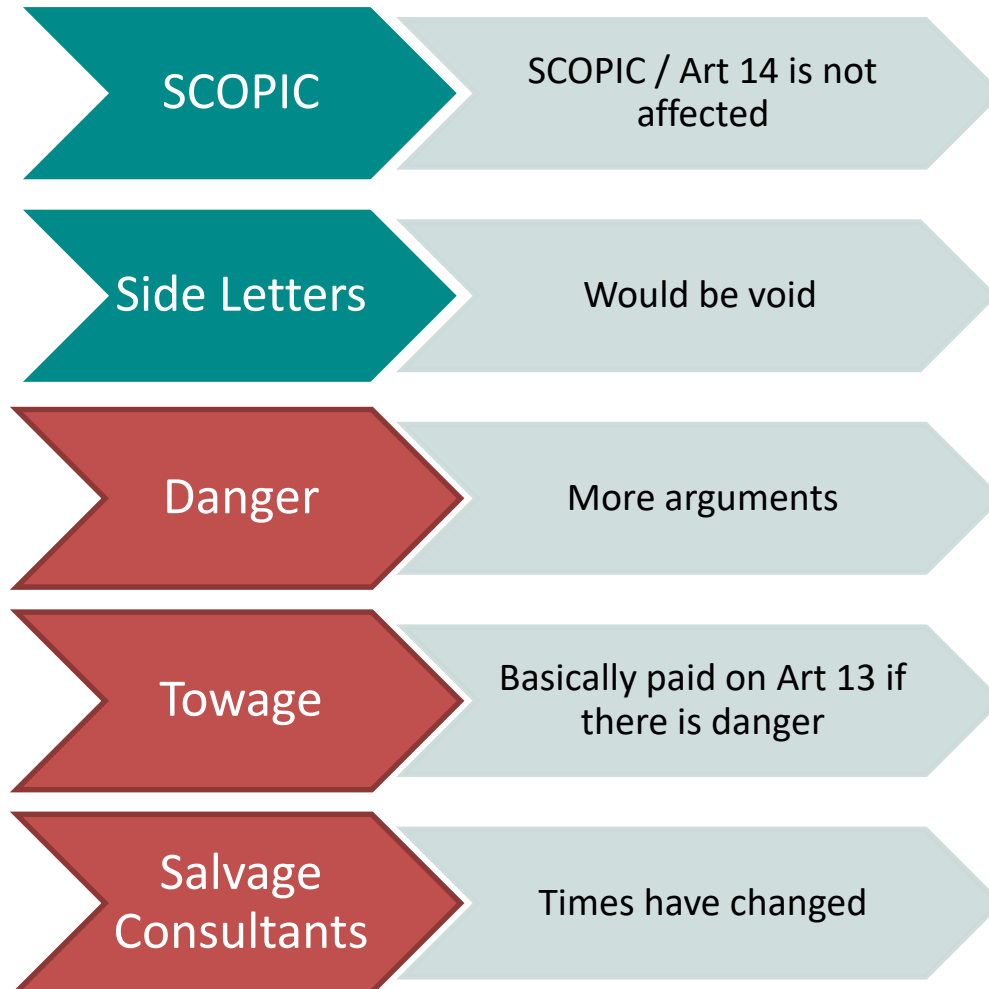 SCOPIC
SCOPIC / Art 14 is not
affected
Side Letters
Would be void
Danger
More arguments
Towage
Basically paid on Art 13 if
there is danger
Salvage
Consultants
Times have changed